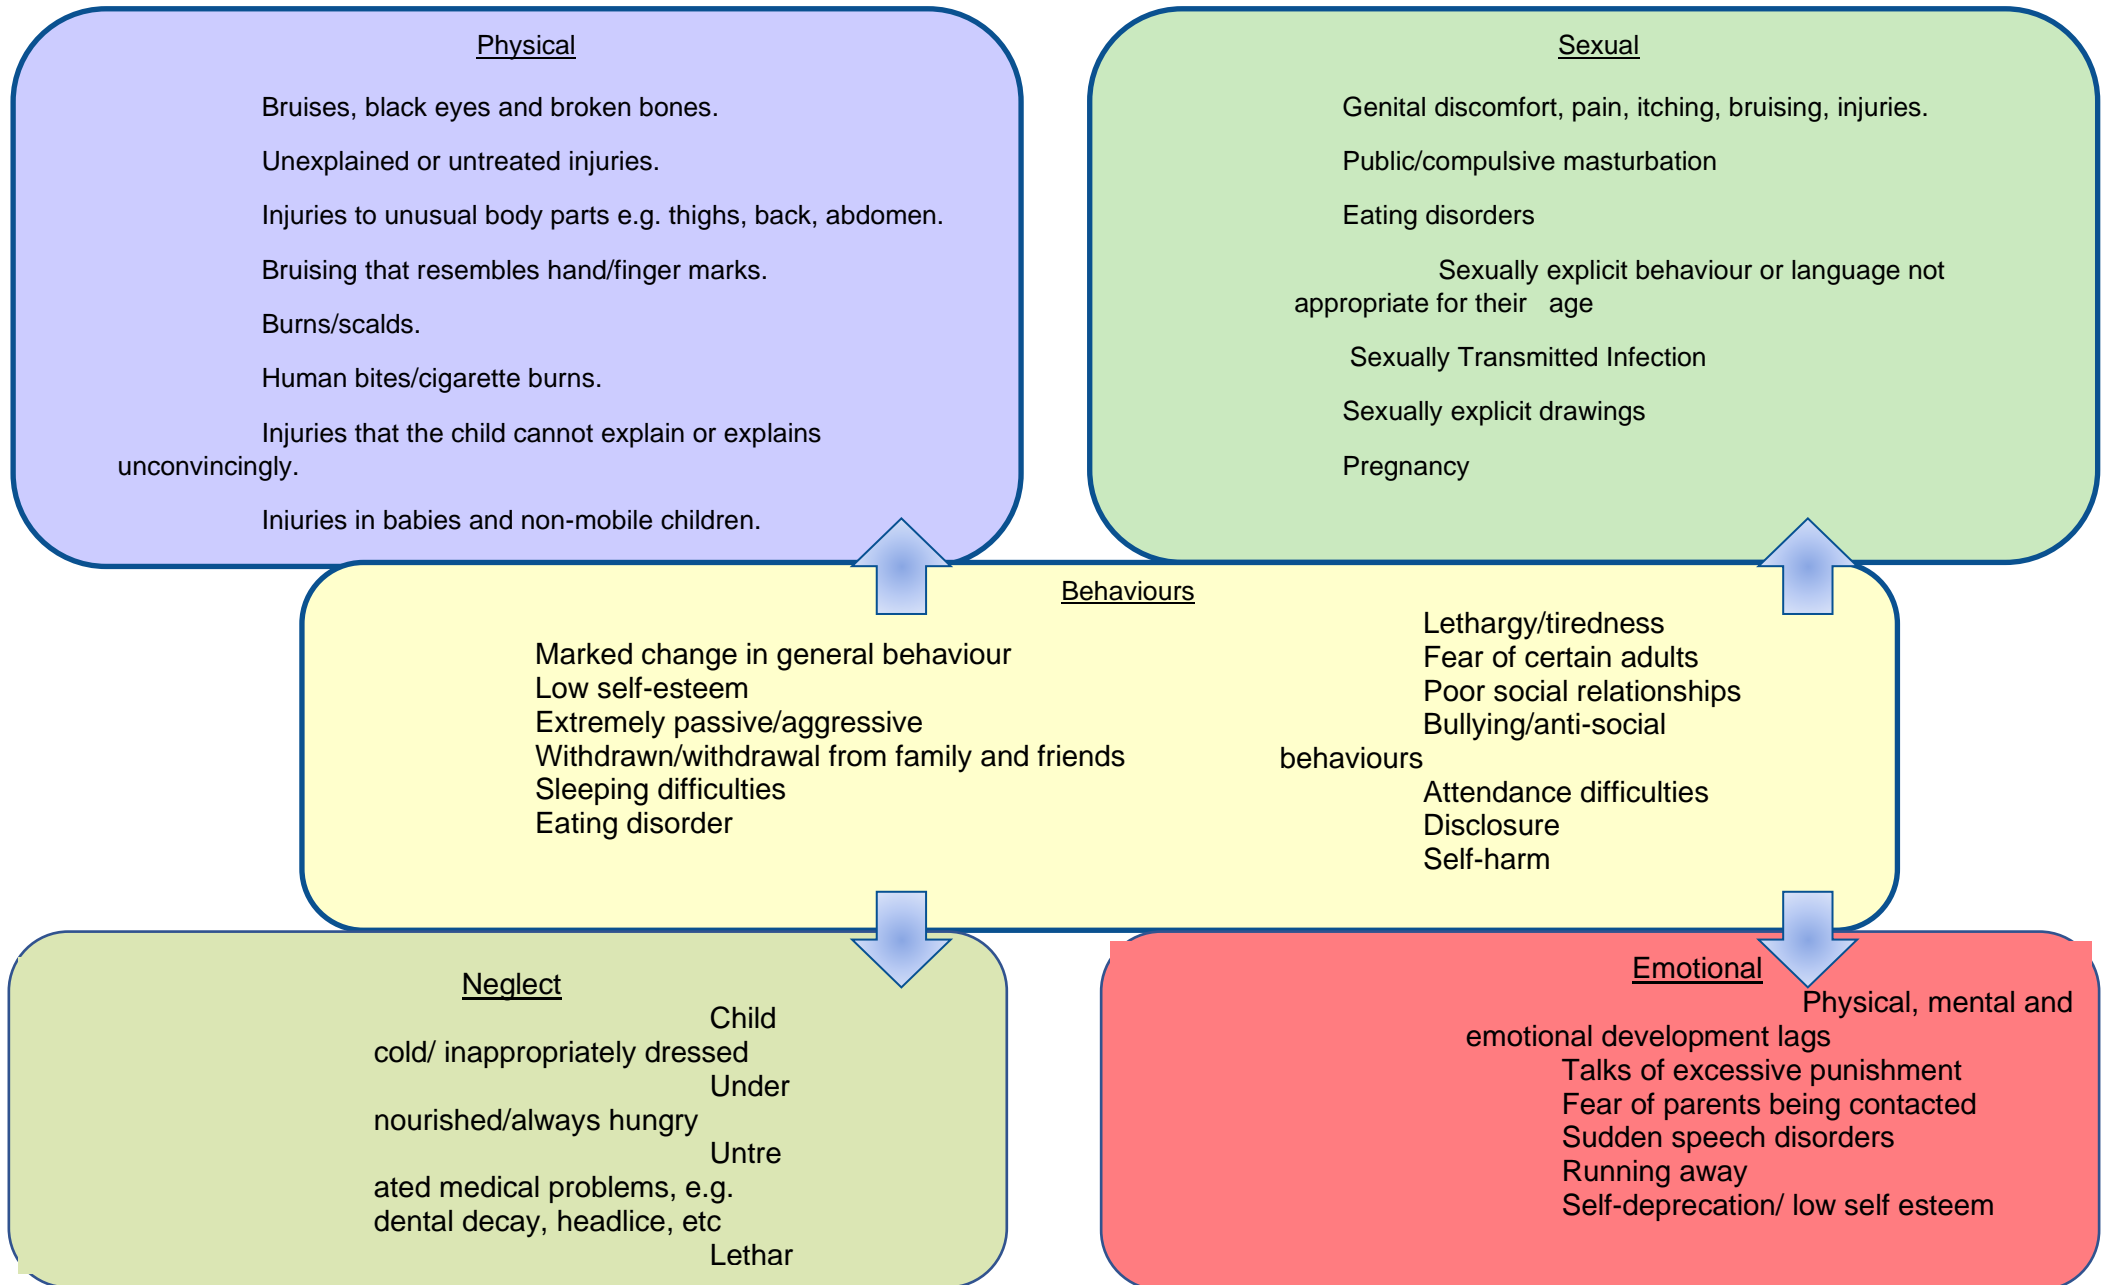 Physical
Bruises, black eyes and broken bones.
Unexplained or untreated injuries.
Injuries to unusual body parts e.g. thighs, back, abdomen.
Bruising that resembles hand/finger marks.
Burns/scalds.
Human bites/cigarette burns.
Injuries that the child cannot explain or explains
unconvincingly.
Injuries in babies and non-mobile children.
Sexual
Genital discomfort, pain, itching, bruising, injuries.
Public/compulsive masturbation
Eating disorders
Sexually explicit behaviour or language not
appropriate for their age
Sexually Transmitted Infection
Sexually explicit drawings
Pregnancy
Behaviours
Marked change in general behaviour
Low self-esteem
Extremely passive/aggressive
Withdrawn/withdrawal from family and friends
Sleeping difficulties
Eating disorder
Lethargy/tiredness
Fear of certain adults
Poor social relationships
Bullying/anti-social
behaviours
Attendance difficulties
Disclosure
Self-harm
Neglect
Child
cold/ inappropriately dressed
Under
nourished/always hungry
Untre
ated medical problems, e.g.
dental decay, headlice, etc
Lethar
Emotional
Physical, mental and
emotional development lags
Talks of excessive punishment
Fear of parents being contacted
Sudden speech disorders
Running away
Self-deprecation/ low self esteem